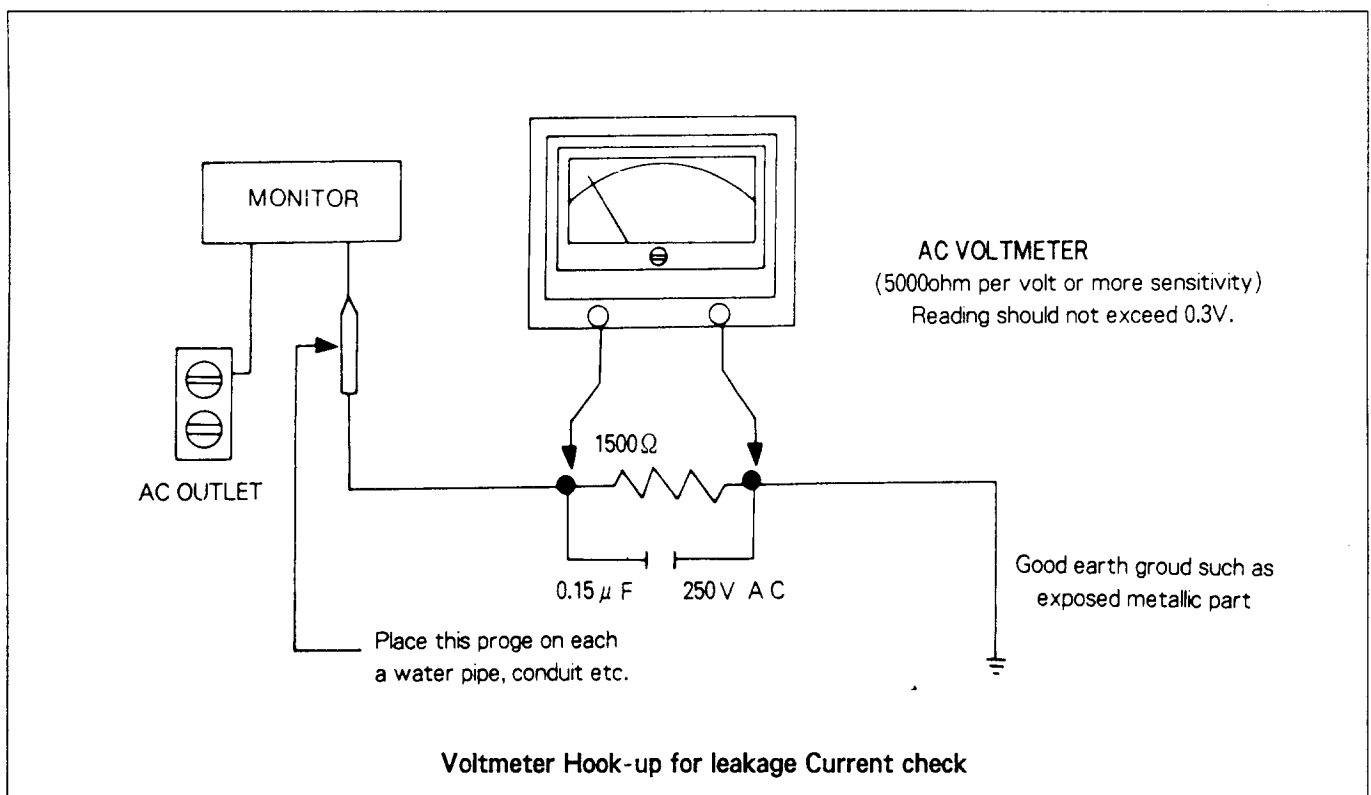 MONITOR
AC VOLTMETER
(5000ohm per volt or more sensitivity)
Reading should not exceed 0.3V.
1500Ω
AC OUTLET
0.15μF 250V AC
Good earth groud such as
exposed metallic part
Place this proge on each
a water pipe, conduit etc.
Voltmeter Hook-up for leakage Current check